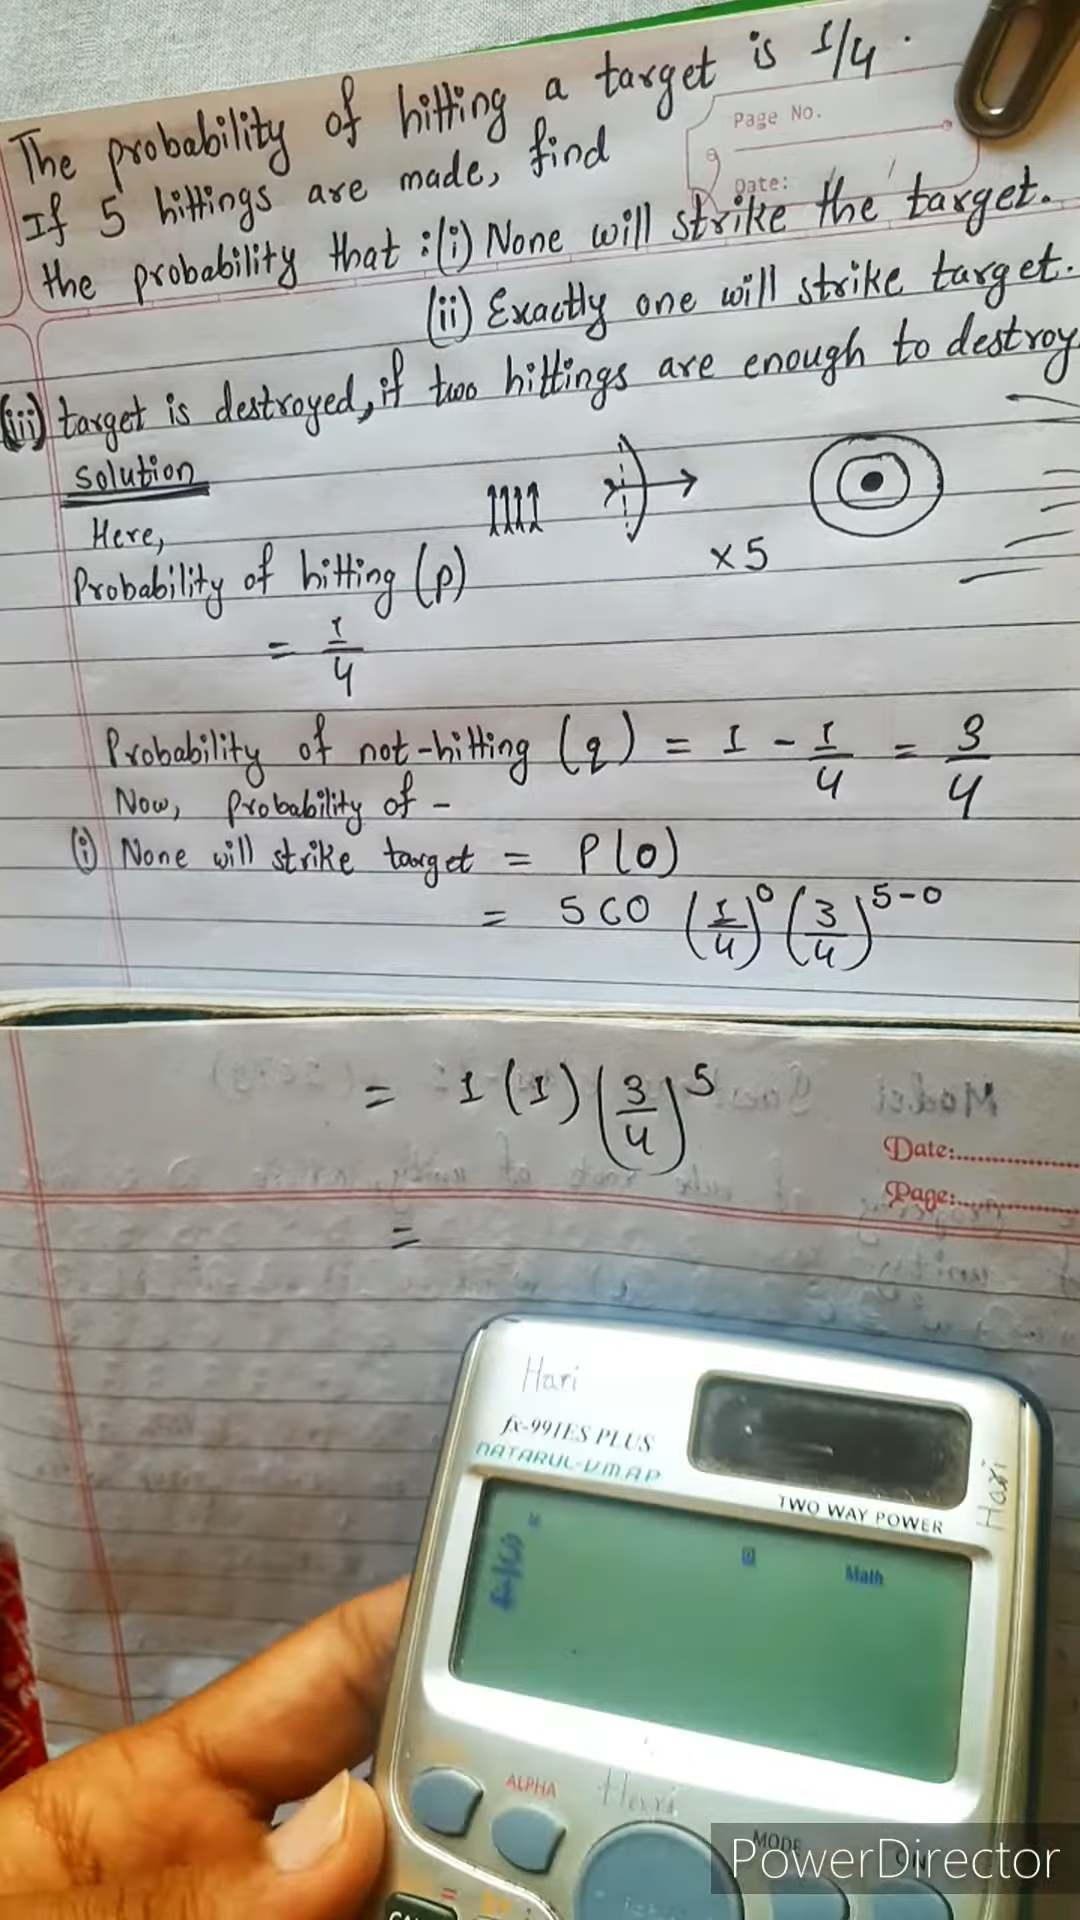 The probability of hitting a target is 1/4.
Page No.
If 5 hittings are made, find
Date:
the probability that :(i) None will strike the target.
(ii) Exactly one will strike target.
(iii) target is destroyed, if two hittings are enough to destroy
solution
Here,
x 5
Probability of hitting (p)
= 1/4
Probability of not-hitting (q) = 1 - 1/4 = 3/4
Now, probability of -
(i) None will strike target = P(0)
= 5C0 (1/4)^0 (3/4)^5-0
= 1 (1) (3/4)^5
Date:
Page:
=
Hari
fx-991ES PLUS
NATARUL-V.M.A.P
TWO WAY POWER
Hari
Math
ALPHA
Hari
MODE
ON
PowerDirector